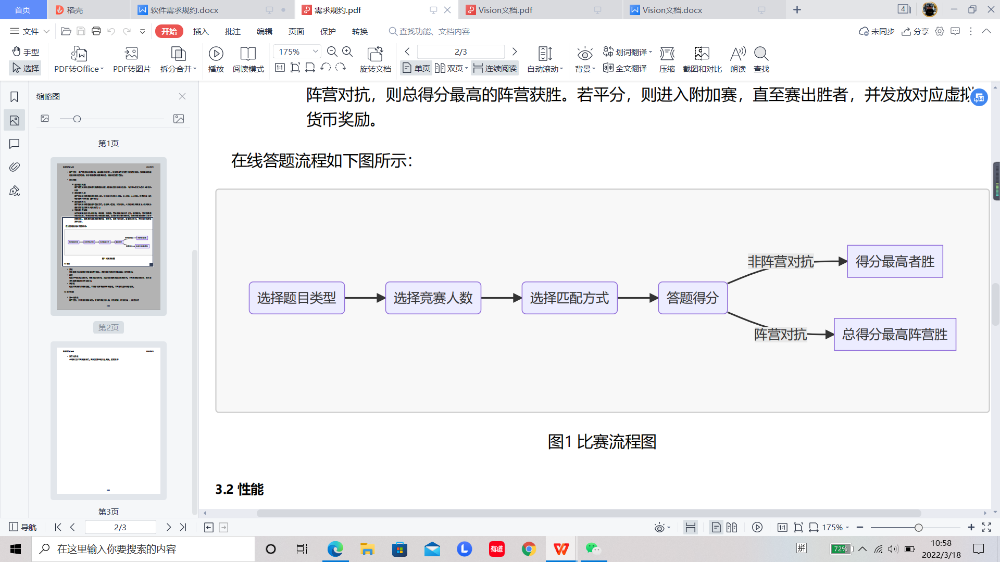 首页
稻壳
软件需求规约.docx
需求规约.pdf
Vision文档.pdf
Vision文档.docx
4
文件
开始
插入
批注
编辑
页面
保护
转换
查找功能、文档内容
未同步
分享
手型
选择
PDF转Office
PDF转图片
拆分合并
播放
阅读模式
175%
旋转文档
2/3
单页
双页
连续阅读
自动滚动
背景
划词翻译
全文翻译
压缩
截图和对比
朗读
查找
缩略图
第1页
第2页
第3页
阵营对抗，则总得分最高的阵营获胜。若平分，则进入附加赛，直至赛出胜者，并发放对应虚拟
货币奖励。
在线答题流程如下图所示：
选择题目类型
选择竞赛人数
选择匹配方式
答题得分
非阵营对抗
得分最高者胜
阵营对抗
总得分最高阵营胜
图1 比赛流程图
3.2 性能
导航
2/3
175%
在这里输入你要搜索的内容
有道
拼
72%
10:58
2022/3/18